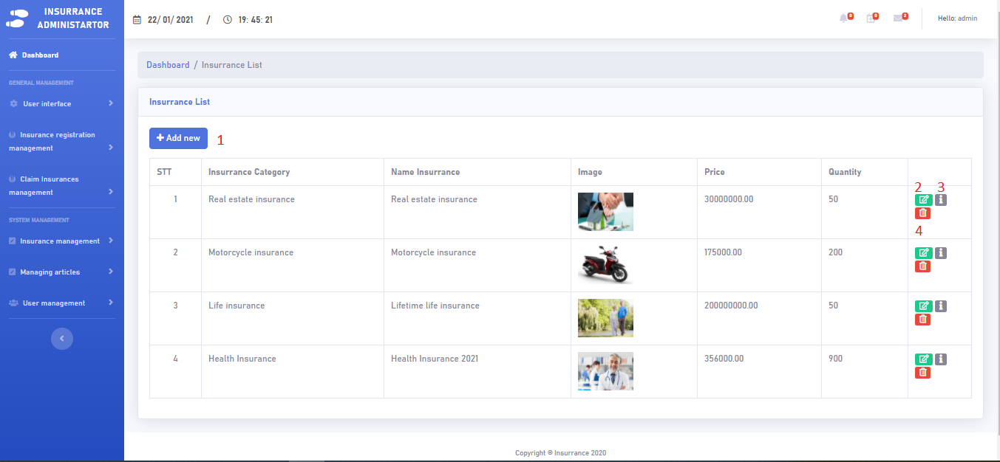 INSURRANCE
ADMINISTARTOR
22/ 01/ 2021 / 19: 45: 21
0
0
2
Hello: admin
Dashboard
GENERAL MANAGEMENT
User interface
Insurance registration
management
Claim Insurances
management
SYSTEM MANAGEMENT
Insurance management
Managing articles
User management
Dashboard / Insurrance List
Insurrance List
Add new 1
STT Insurrance Category Name Insurrance Image Price Quantity
2 3
1 Real estate insurance Real estate insurance 30000000.00 50
4
2 Motorcycle insurance Motorcycle insurance 175000.00 200
3 Life insurance Lifetime life insurance 200000000.00 50
4 Health Insurance Health Insurance 2021 356000.00 900
Copyright © Insurrance 2020